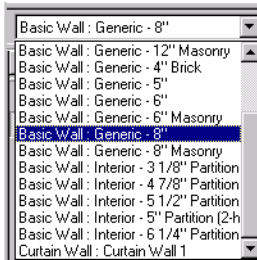 Basic Wall : Generic - 8"
Basic Wall : Generic - 12" Masonry
Basic Wall : Generic - 4" Brick
Basic Wall : Generic - 5"
Basic Wall : Generic - 6"
Basic Wall : Generic - 6" Masonry
Basic Wall : Generic - 8"
Basic Wall : Generic - 8" Masonry
Basic Wall : Interior - 3 1/8" Partition
Basic Wall : Interior - 4 7/8" Partition
Basic Wall : Interior - 5 1/2" Partition
Basic Wall : Interior - 5" Partition (2-h
Basic Wall : Interior - 6 1/4" Partition
Curtain Wall : Curtain Wall 1